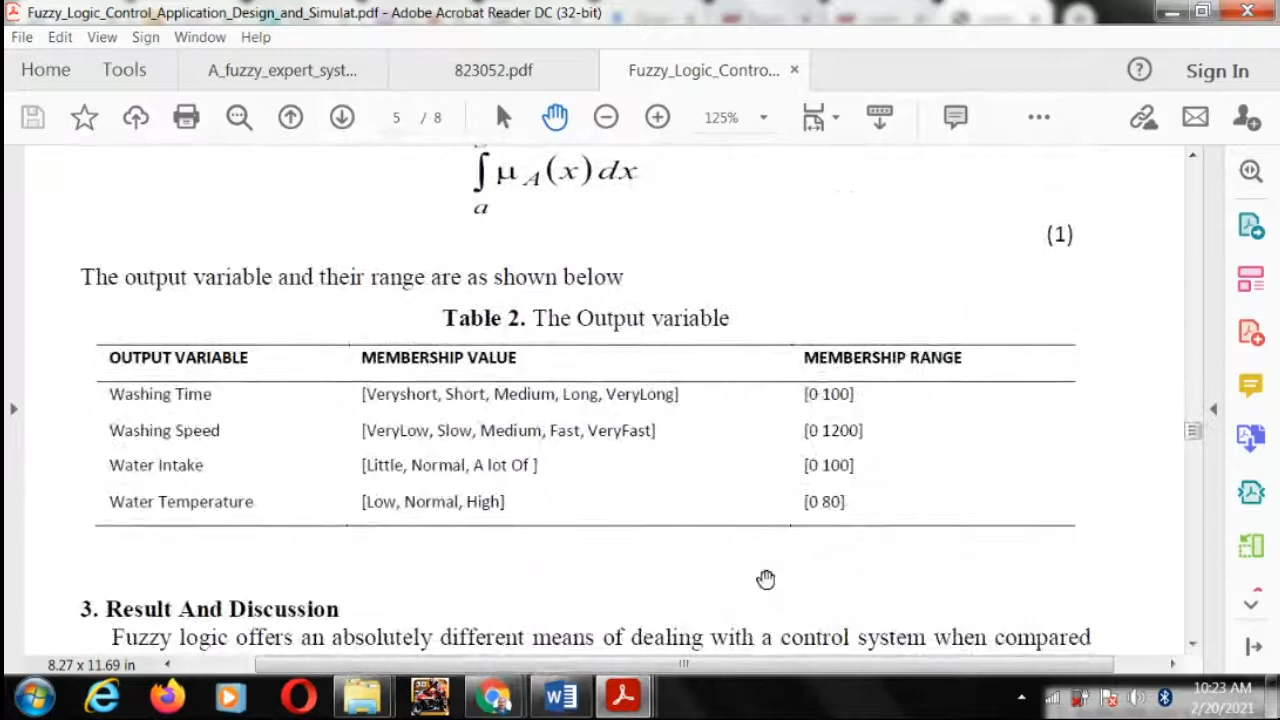 Fuzzy_Logic_Control_Application_Design_and_Simulat.pdf - Adobe Acrobat Reader DC (32-bit)
File Edit View Sign Window Help
Home Tools A_fuzzy_expert_syst... 823052.pdf Fuzzy_Logic_Contro... × Sign In
5 / 8 125%
∫ μ A (x) dx
a
(1)
The output variable and their range are as shown below
Table 2. The Output variable
OUTPUT VARIABLE MEMBERSHIP VALUE MEMBERSHIP RANGE
Washing Time [Veryshort, Short, Medium, Long, VeryLong] [0 100]
Washing Speed [VeryLow, Slow, Medium, Fast, VeryFast] [0 1200]
Water Intake [Little, Normal, A lot Of ] [0 100]
Water Temperature [Low, Normal, High] [0 80]
3. Result And Discussion
Fuzzy logic offers an absolutely different means of dealing with a control system when compared
8.27 x 11.69 in
10:23 AM
2/20/2021